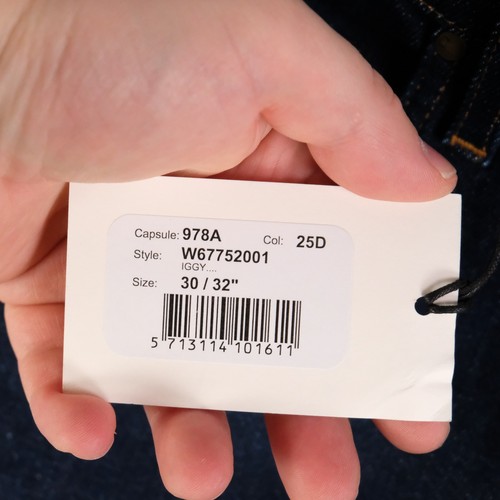 Capsule: 978A Col: 25D
Style: W67752001
IGGY....
Size: 30 / 32"
5 713114 101611